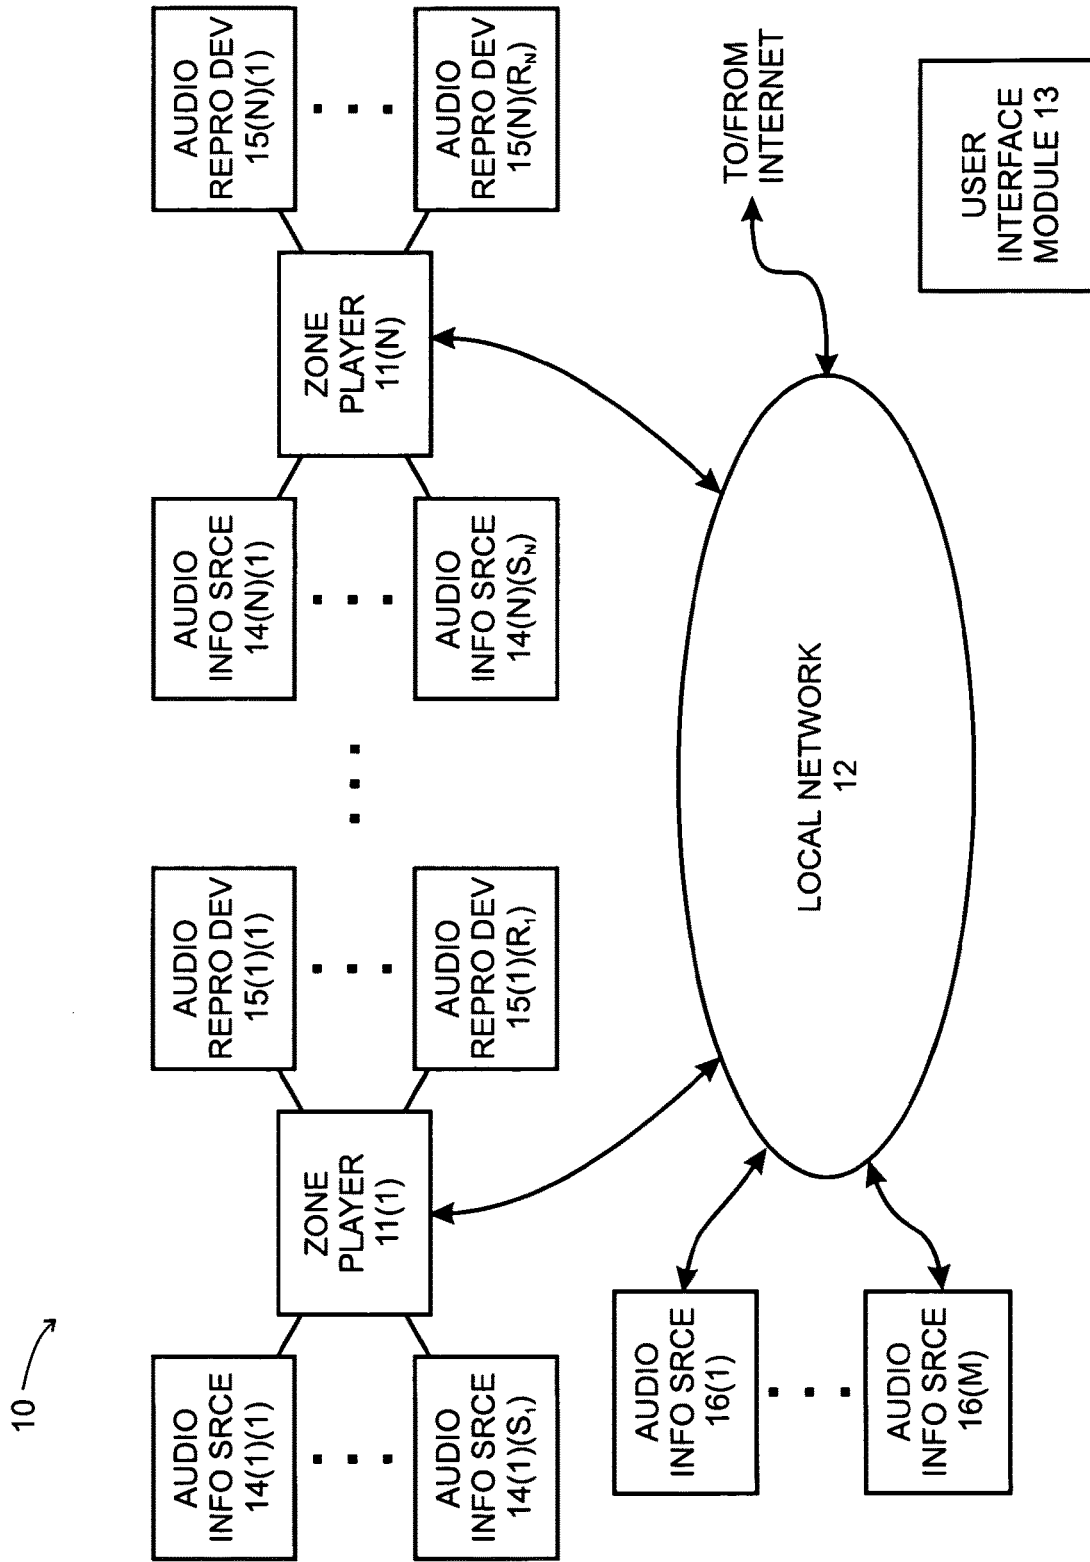 10
AUDIO
INFO SRCE
14(1)(1)
AUDIO
INFO SRCE
14(1)(S₁)
ZONE
PLAYER
11(1)
AUDIO
REPRO DEV
15(1)(1)
AUDIO
REPRO DEV
15(1)(R₁)
AUDIO
INFO SRCE
14(N)(1)
AUDIO
INFO SRCE
14(N)(S_N)
ZONE
PLAYER
11(N)
AUDIO
REPRO DEV
15(N)(1)
AUDIO
REPRO DEV
15(N)(R_N)
AUDIO
INFO SRCE
16(1)
AUDIO
INFO SRCE
16(M)
LOCAL NETWORK
12
TO/FROM
INTERNET
USER
INTERFACE
MODULE 13